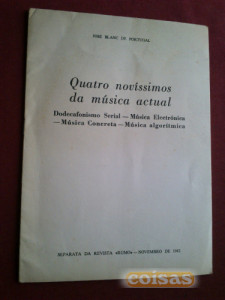 JOSÉ BLANC DE PORTUGAL
Quatro novíssimos
da música actual
Dodecafonismo Serial — Música Electrónica
— Música Concreta — Música algorítmica
SEPARATA DA REVISTA «RUMO» — NOVEMBRO DE
coisas